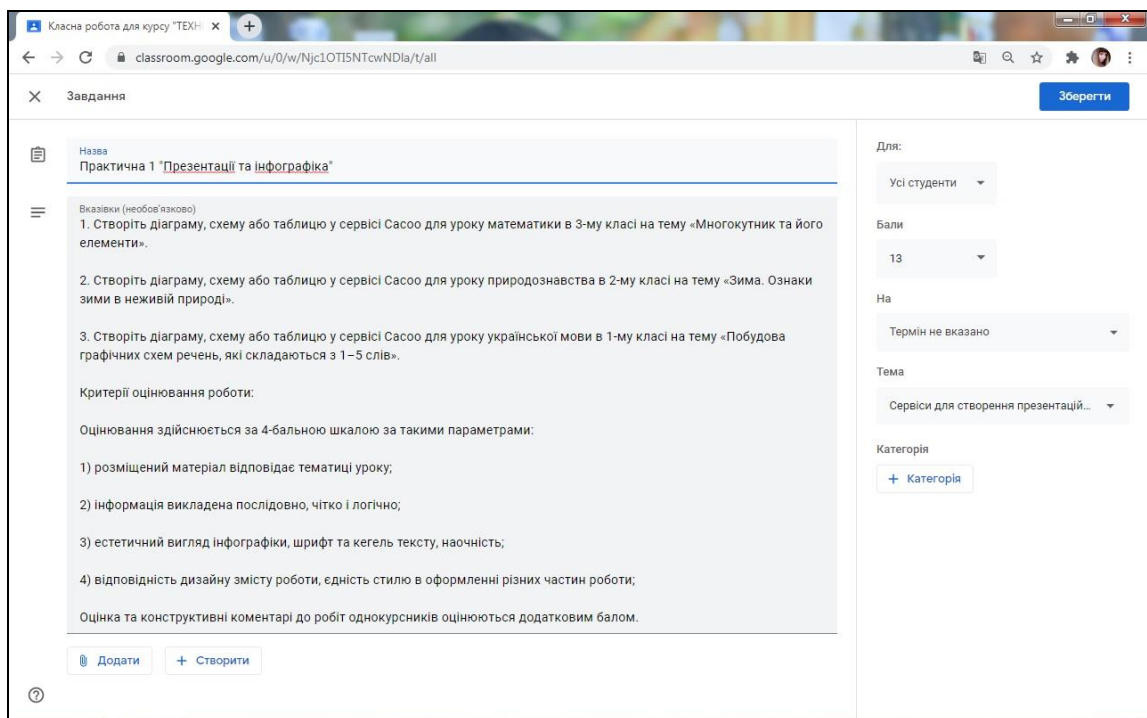 Класна робота для курсу "ТЕХН
classroom.google.com/u/0/w/Njc1OTI5NTcwNDIa/t/all
Завдання
Зберегти
Назва
Практична 1 "Презентації та інфографіка"
Вказівки (необов'язково)
1. Створіть діаграму, схему або таблицю у сервісі Cacoo для уроку математики в 3-му класі на тему «Многокутник та його
елементи».
2. Створіть діаграму, схему або таблицю у сервісі Cacoo для уроку природознавства в 2-му класі на тему «Зима. Ознаки
зими в неживій природі».
3. Створіть діаграму, схему або таблицю у сервісі Cacoo для уроку української мови в 1-му класі на тему «Побудова
графічних схем речень, які складаються з 1–5 слів».
Критерії оцінювання роботи:
Оцінювання здійснюється за 4-бальною шкалою за такими параметрами:
1) розміщений матеріал відповідає тематиці уроку;
2) інформація викладена послідовно, чітко і логічно;
3) естетичний вигляд інфографіки, шрифт та кегель тексту, наочність;
4) відповідність дизайну змісту роботи, єдність стилю в оформленні різних частин роботи;
Оцінка та конструктивні коментарі до робіт однокурсників оцінюються додатковим балом.
Додати
+ Створити
Для:
Усі студенти
Бали
13
На
Термін не вказано
Тема
Сервіси для створення презентацій...
Категорія
+ Категорія